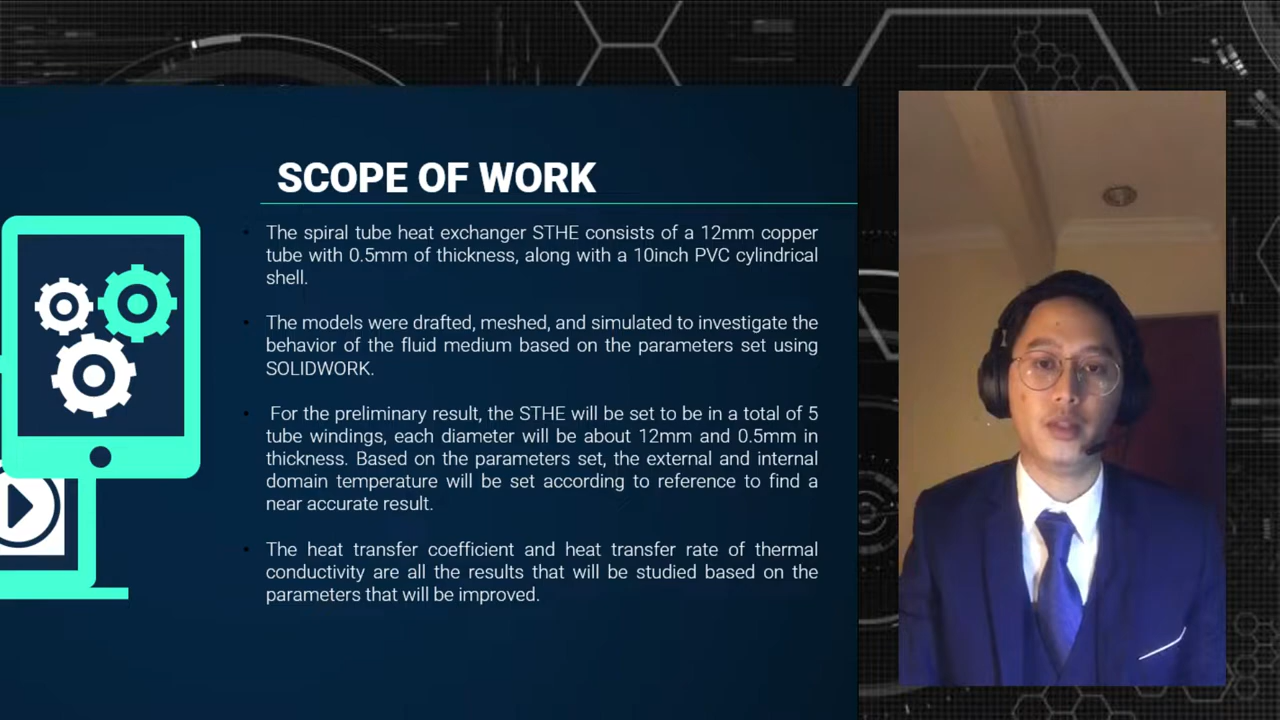 SCOPE OF WORK
The spiral tube heat exchanger STHE consists of a 12mm copper
tube with 0.5mm of thickness, along with a 10inch PVC cylindrical
shell.
The models were drafted, meshed, and simulated to investigate the
behavior of the fluid medium based on the parameters set using
SOLIDWORK.
For the preliminary result, the STHE will be set to be in a total of 5
tube windings, each diameter will be about 12mm and 0.5mm in
thickness. Based on the parameters set, the external and internal
domain temperature will be set according to reference to find a
near accurate result.
The heat transfer coefficient and heat transfer rate of thermal
conductivity are all the results that will be studied based on the
parameters that will be improved.